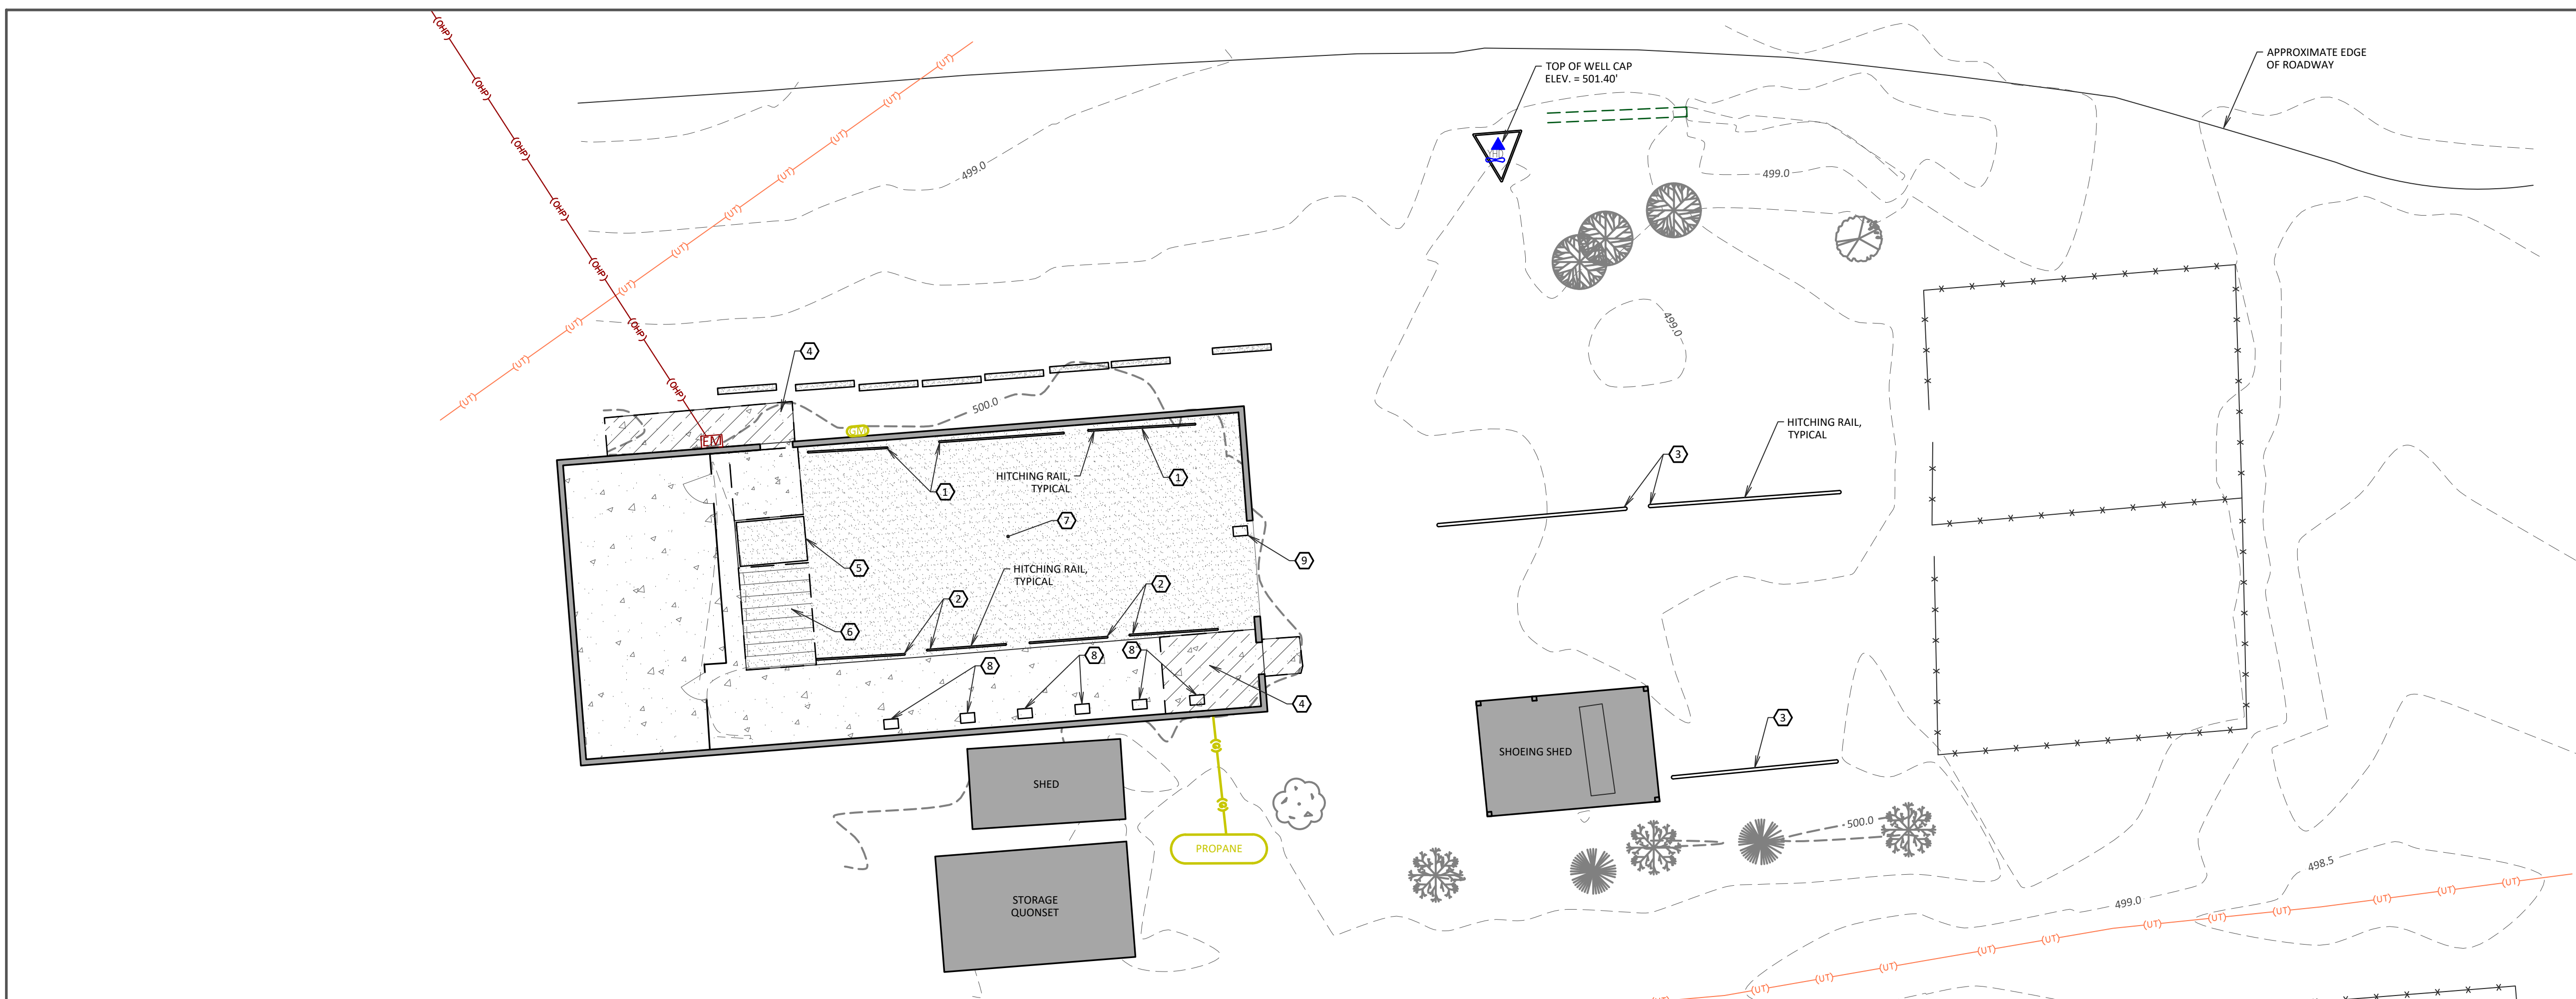 (OHP)
(OHP)
(OHP)
(OHP)
(OHP)
(OHP)
(OHP)
(UT)
(UT)
(UT)
(UT)
(UT)
(UT)
(UT)
(UT)
(UT)
(UT)
499.0
TOP OF WELL CAP
ELEV. = 501.40'
YHD
499.0
APPROXIMATE EDGE
OF ROADWAY
499.0
4
500.0
EM
GM
HITCHING RAIL,
TYPICAL
1
1
7
5
HITCHING RAIL,
TYPICAL
9
2
2
6
8
8
8
4
3
HITCHING RAIL,
TYPICAL
SHED
STORAGE
QUONSET
PROPANE
SHOEING SHED
3
500.0
498.5
499.0
(UT)
(UT)
(UT)
(UT)
(UT)
(UT)
(UT)
(UT)
(UT)
(UT)
(UT)
(UT)